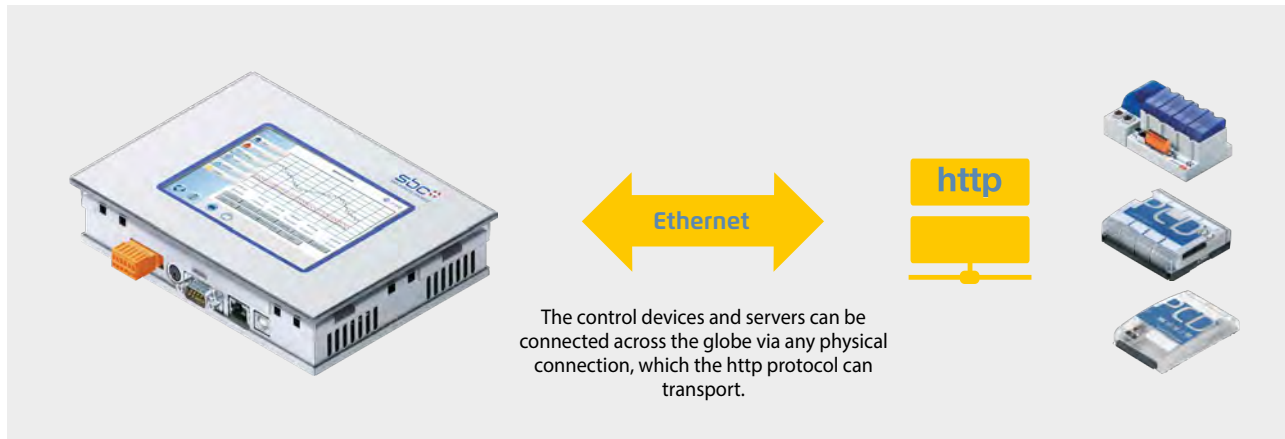 sbc
Ethernet
http
PCD
PCD
The control devices and servers can be
connected across the globe via any physical
connection, which the http protocol can
transport.